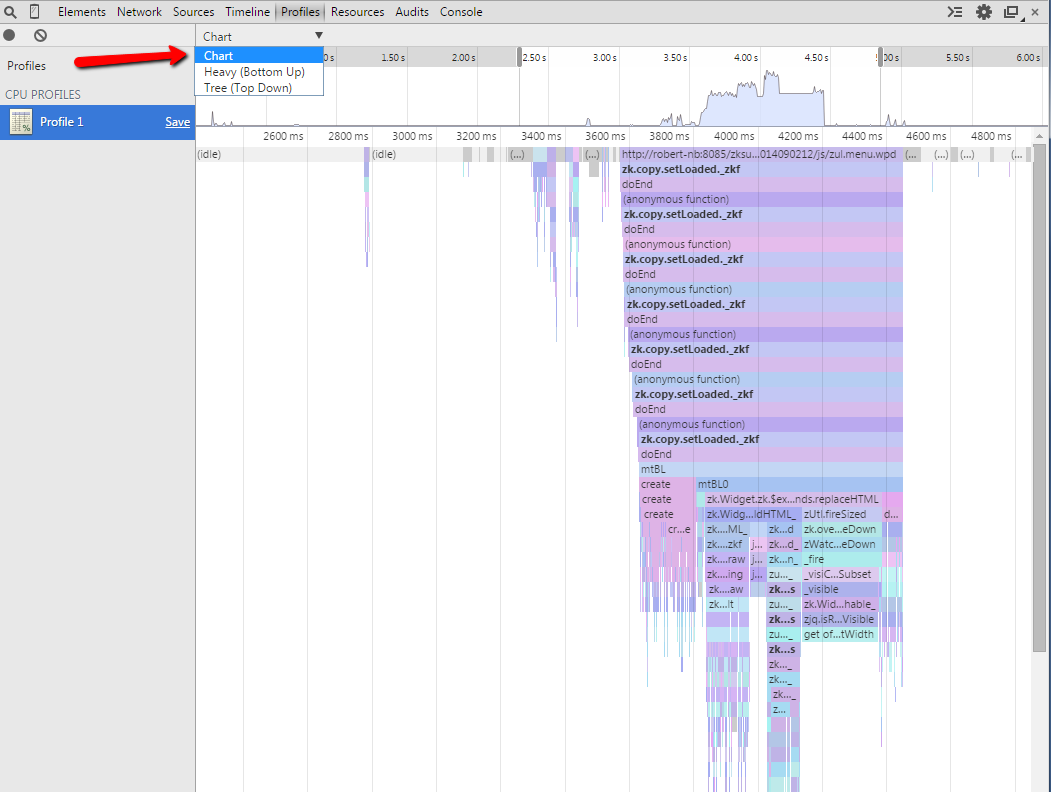 Elements Network Sources Timeline Profiles Resources Audits Console
Chart
Profiles
Chart
Heavy (Bottom Up)
Tree (Top Down)
1.50 s 2.00 s 2.50 s 3.00 s 3.50 s 4.00 s 4.50 s 5.50 s 6.00 s
CPU PROFILES
Profile 1 Save
2600 ms 2800 ms 3000 ms 3200 ms 3400 ms 3600 ms 3800 ms 4000 ms 4200 ms 4400 ms 4600 ms 4800 ms
(idle) (idle) (...) (...) http://robert-nb:8085/zksu...014090212/js/zul.menu.wpd (... (...) (...) (...
zk.copy.setLoaded._zkf
doEnd
(anonymous function)
zk.copy.setLoaded._zkf
doEnd
(anonymous function)
zk.copy.setLoaded._zkf
doEnd
(anonymous function)
zk.copy.setLoaded._zkf
doEnd
(anonymous function)
zk.copy.setLoaded._zkf
doEnd
(anonymous function)
zk.copy.setLoaded._zkf
doEnd
(anonymous function)
zk.copy.setLoaded._zkf
doEnd
mtBL
create mtBL0
create zk.Widget.zk.$ex...nds.replaceHTML
create zk.Widg...ldHTML_ zUtl.fireSized d...
cr...e zk....ML_ zk...d zk.ove...eDown
zk....zkf j... zk...d_ zWatc...eDown
zk...raw j... zk...n_ _fire
zk...ing j... zu..._ _visiC...Subset
zk...aw zk...s _visible
zk...lt zu..._ zk.Wid...hable_
zk...s zjq.isR...Visible
zu..._ get of...tWidth
zk...s
zk..._
zk..._
zk..._
z...